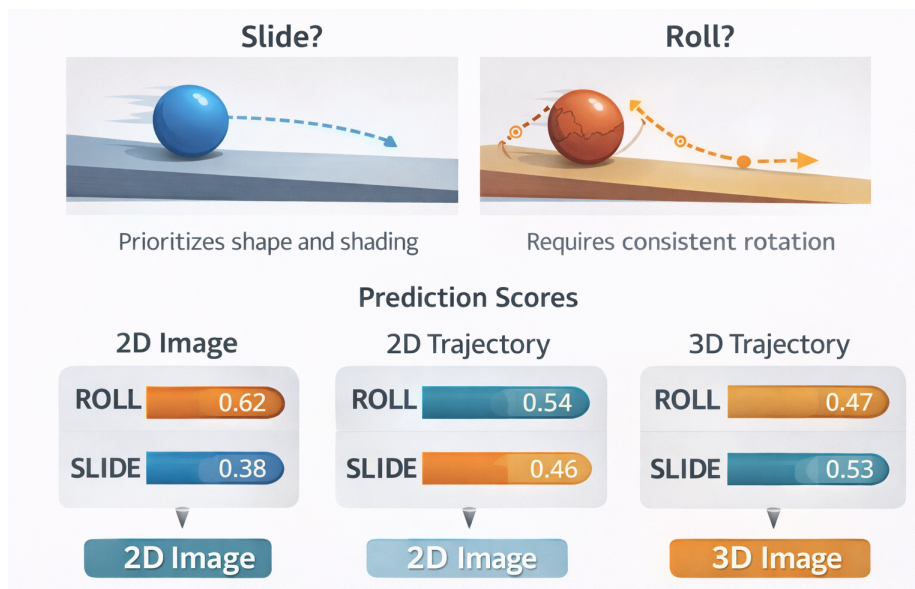 Slide?
Roll?
Prioritizes shape and shading
Requires consistent rotation
Prediction Scores
2D Image
2D Trajectory
3D Trajectory
ROLL 0.62
SLIDE 0.38
ROLL 0.54
SLIDE 0.46
ROLL 0.47
SLIDE 0.53
2D Image
2D Image
3D Image